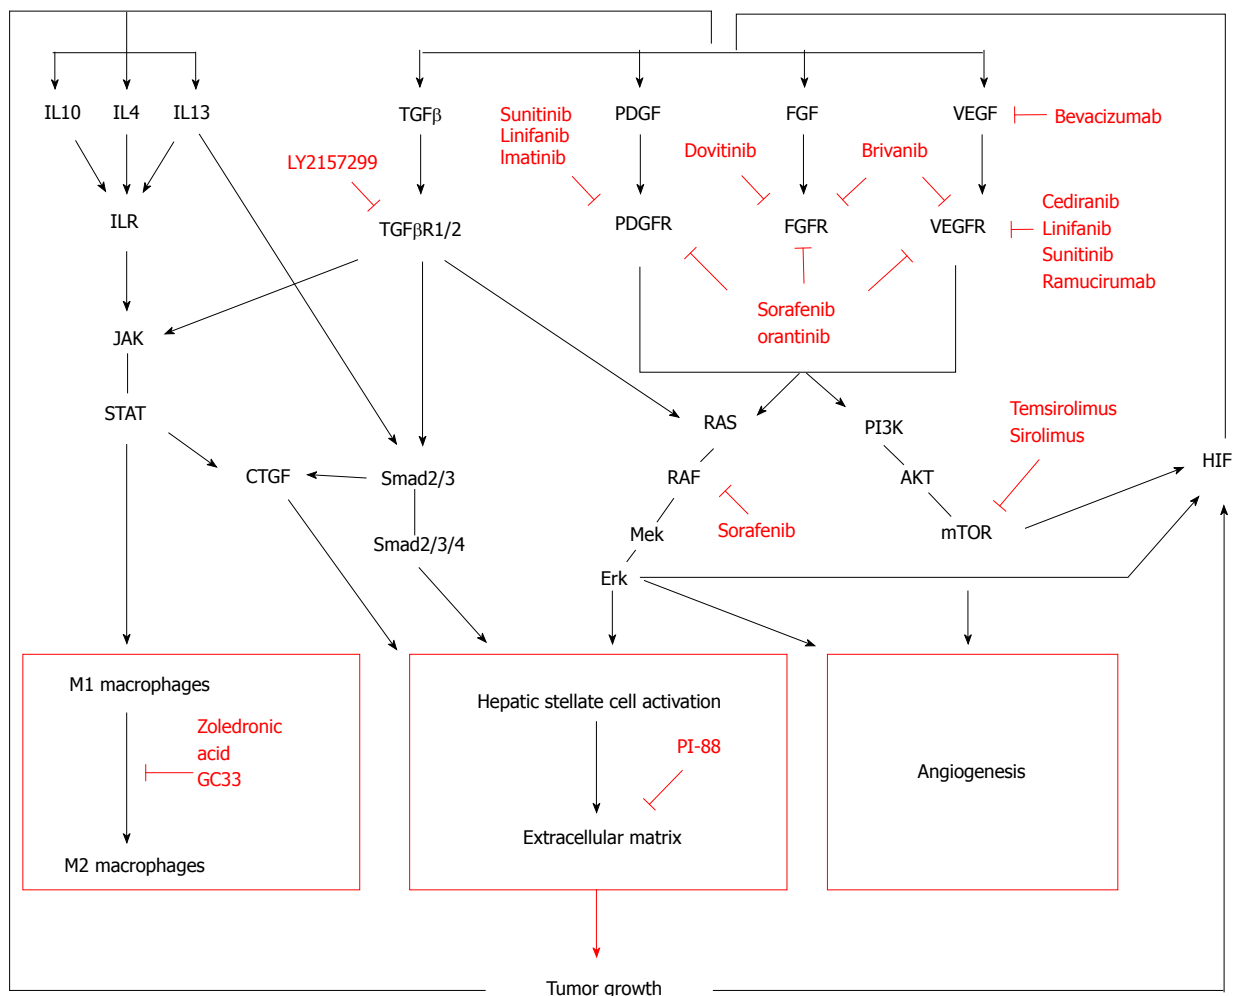 IL10
IL4
IL13
TGFβ
PDGF
FGF
VEGF
Sunitinib
Linifanib
Imatinib
Bevacizumab
LY2157299
Dovitinib
Brivanib
ILR
TGFβR1/2
PDGFR
FGFR
VEGFR
Cediranib
Linifanib
Sunitinib
Ramucirumab
Sorafenib
orantinib
JAK
STAT
RAS
PI3K
Temsirolimus
Sirolimus
CTGF
Smad2/3
RAF
AKT
HIF
Sorafenib
mTOR
Smad2/3/4
Mek
Erk
M1 macrophages
Zoledronic
acid
GC33
M2 macrophages
Hepatic stellate cell activation
PI-88
Extracellular matrix
Angiogenesis
Tumor growth